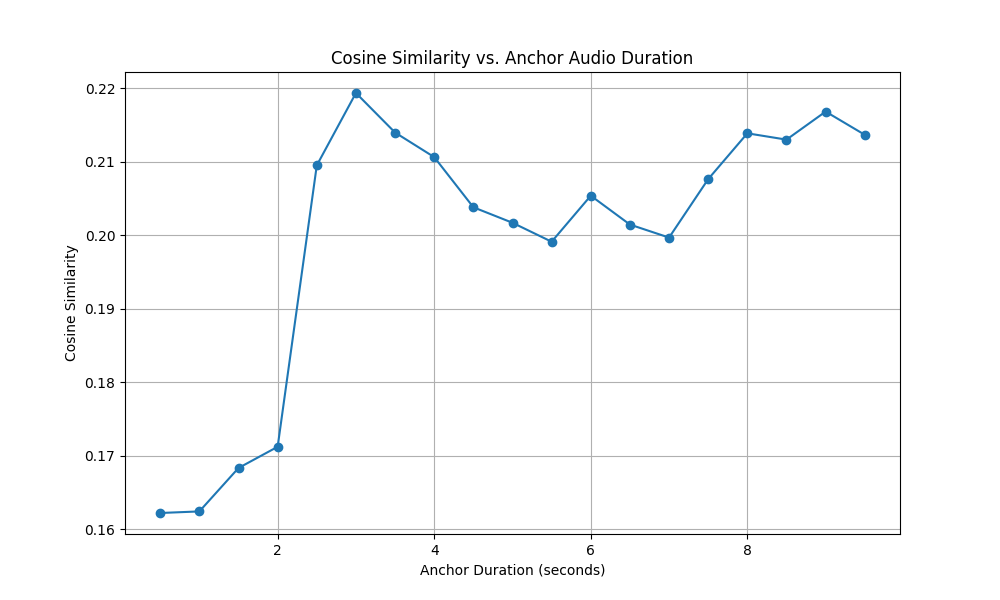 Cosine Similarity vs. Anchor Audio Duration
0.22
0.21
0.20
0.19
0.18
0.17
0.16
Cosine Similarity
2 4 6 8
Anchor Duration (seconds)